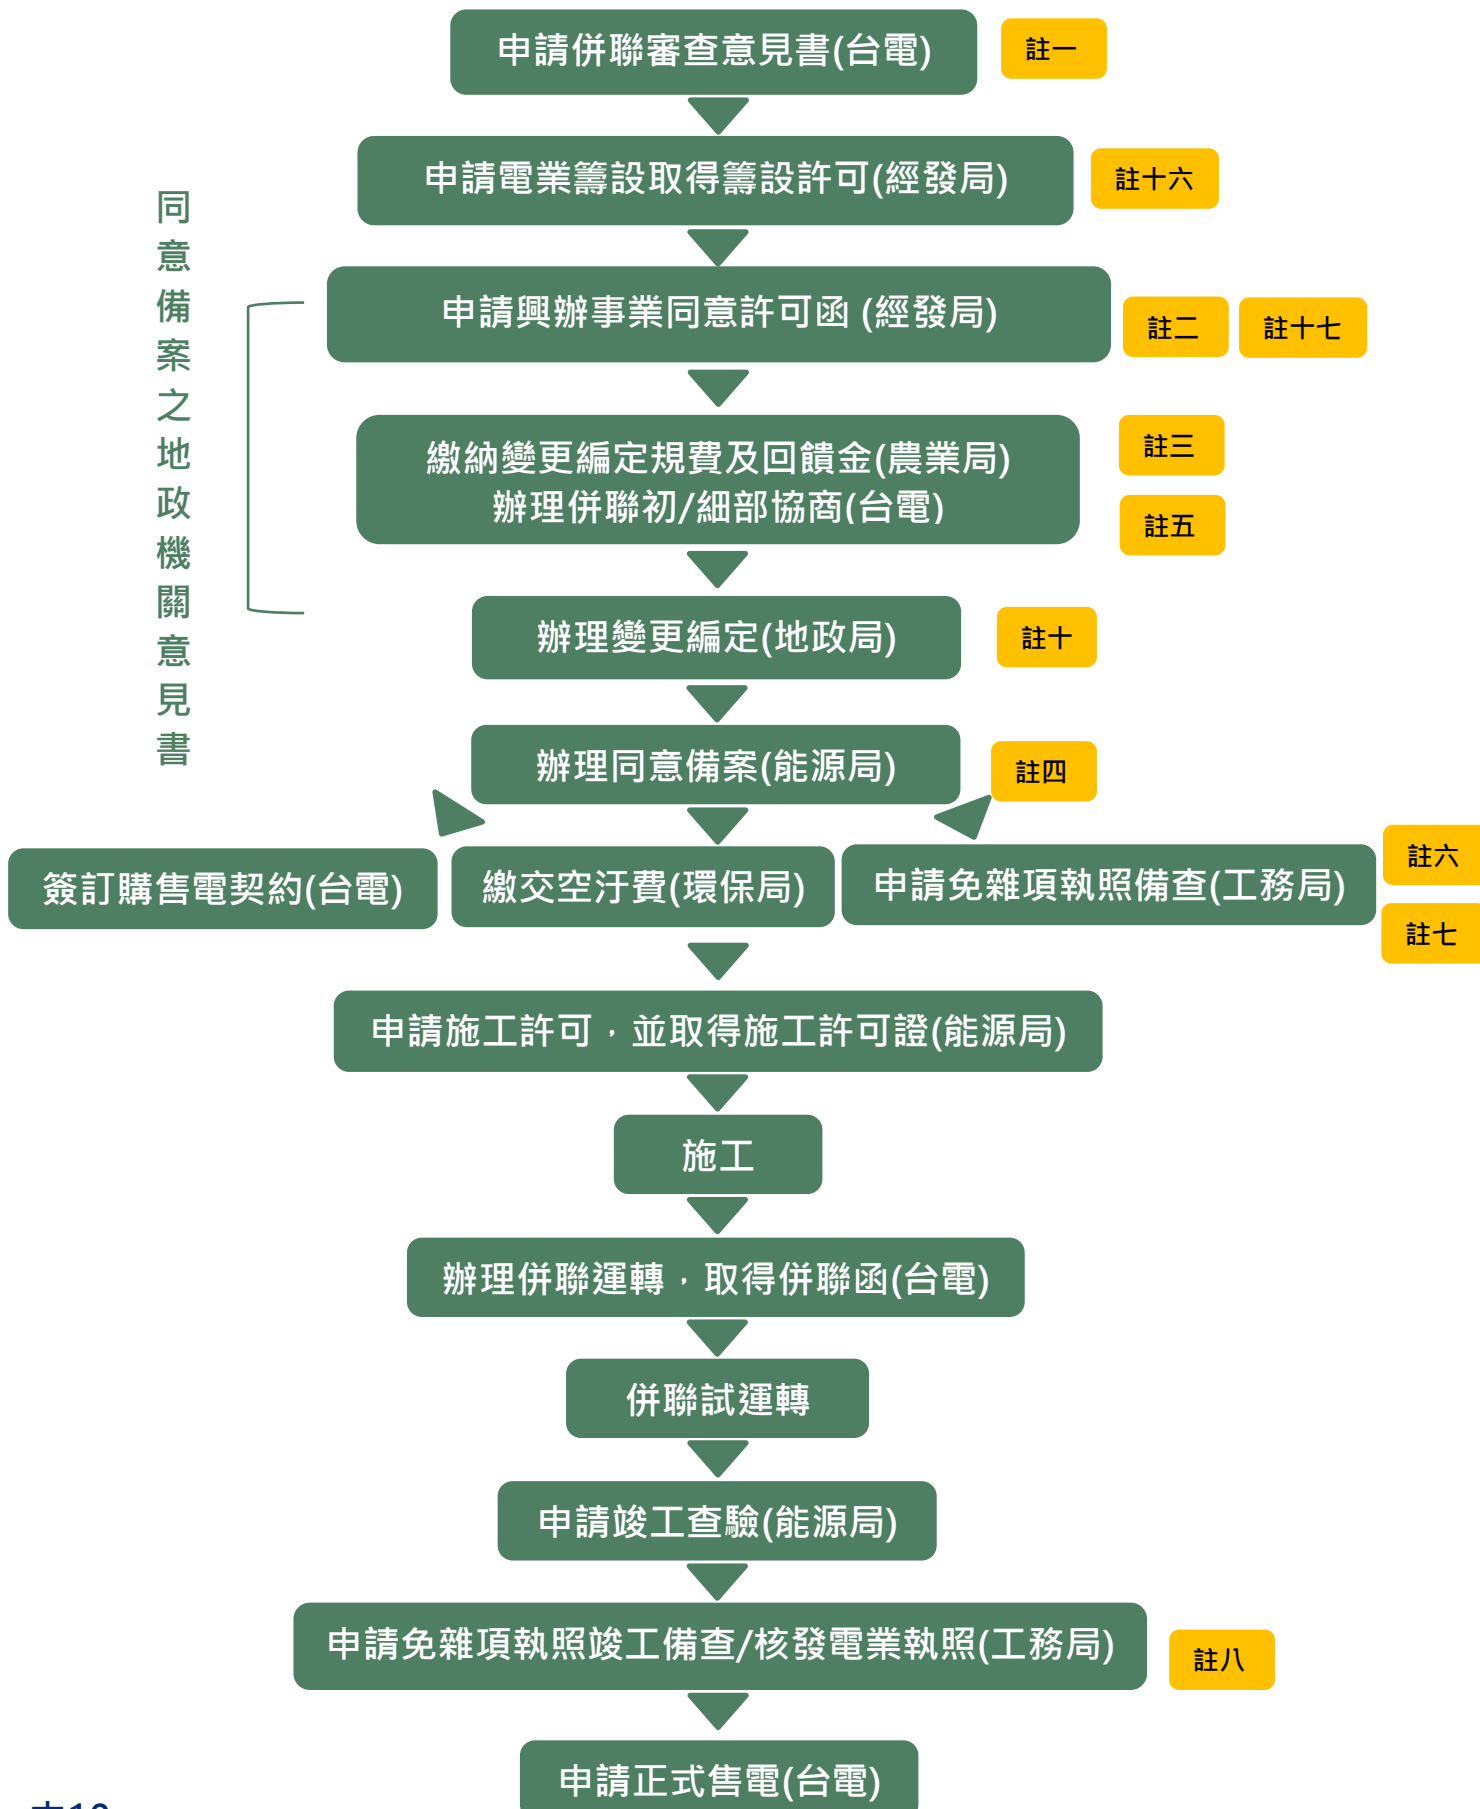 申請併聯審查意見書(台電)
註一
申請電業籌設取得籌設許可(經發局)
註十六
同意備案之地政機關意見書
申請興辦事業同意許可函 (經發局)
註二
註十七
繳納變更編定規費及回饋金(農業局)
辦理併聯初/細部協商(台電)
註三
註五
辦理變更編定(地政局)
註十
辦理同意備案(能源局)
註四
簽訂購售電契約(台電)
繳交空汙費(環保局)
申請免雜項執照備查(工務局)
註六
註七
申請施工許可，並取得施工許可證(能源局)
施工
辦理併聯運轉，取得併聯函(台電)
併聯試運轉
申請竣工查驗(能源局)
申請免雜項執照竣工備查/核發電業執照(工務局)
註八
申請正式售電(台電)